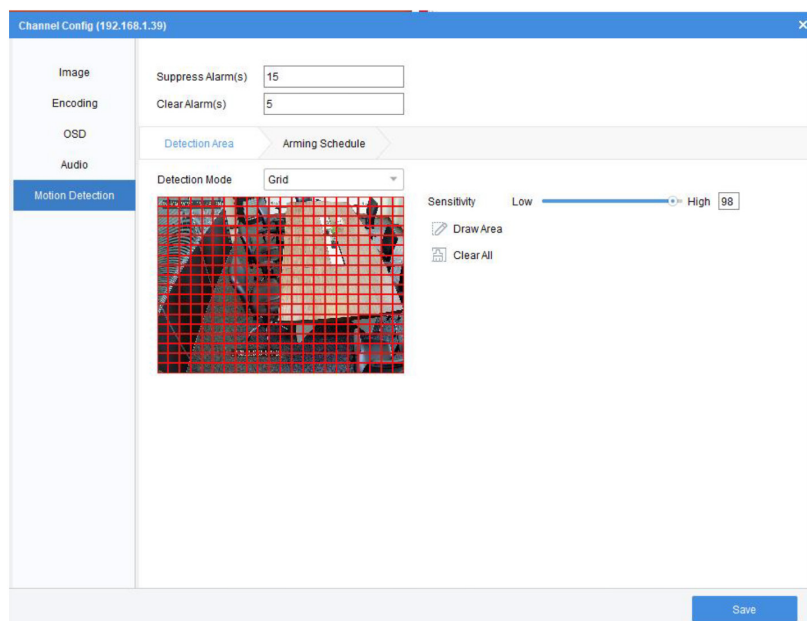 Channel Config (192.168.1.39)
Image
Encoding
OSD
Audio
Motion Detection
Suppress Alarm(s) 15
Clear Alarm(s) 5
Detection Area Arming Schedule
Detection Mode Grid
Sensitivity Low High 98
Draw Area
Clear All
Save